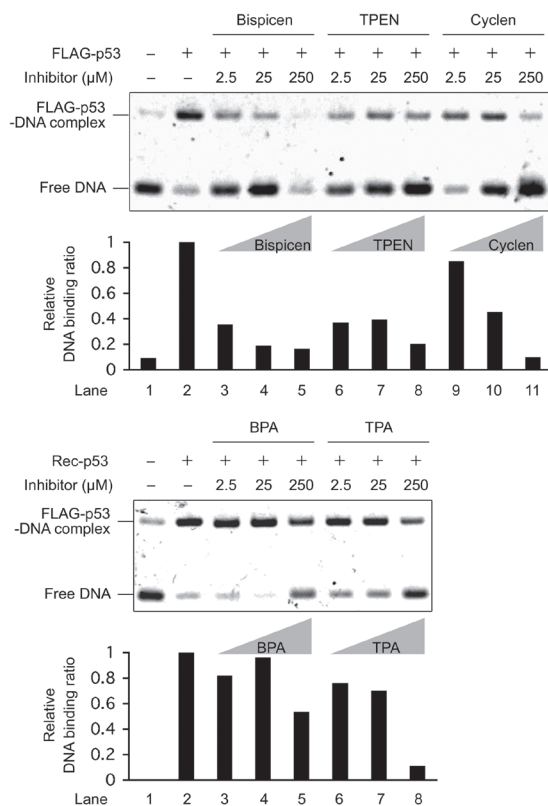 Bispicen TPEN Cyclen
FLAG-p53 – + + + + + + + + + +
Inhibitor (μM) – – 2.5 25 250 2.5 25 250 2.5 25 250
FLAG-p53
-DNA complex
Free DNA
Bispicen TPEN Cyclen
Relative
DNA binding ratio
1
0.8
0.6
0.4
0.2
0
Lane 1 2 3 4 5 6 7 8 9 10 11
BPA TPA
Rec-p53 – + + + + + + +
Inhibitor (μM) – – 2.5 25 250 2.5 25 250
FLAG-p53
-DNA complex
Free DNA
BPA TPA
Relative
DNA binding ratio
1
0.8
0.6
0.4
0.2
0
Lane 1 2 3 4 5 6 7 8